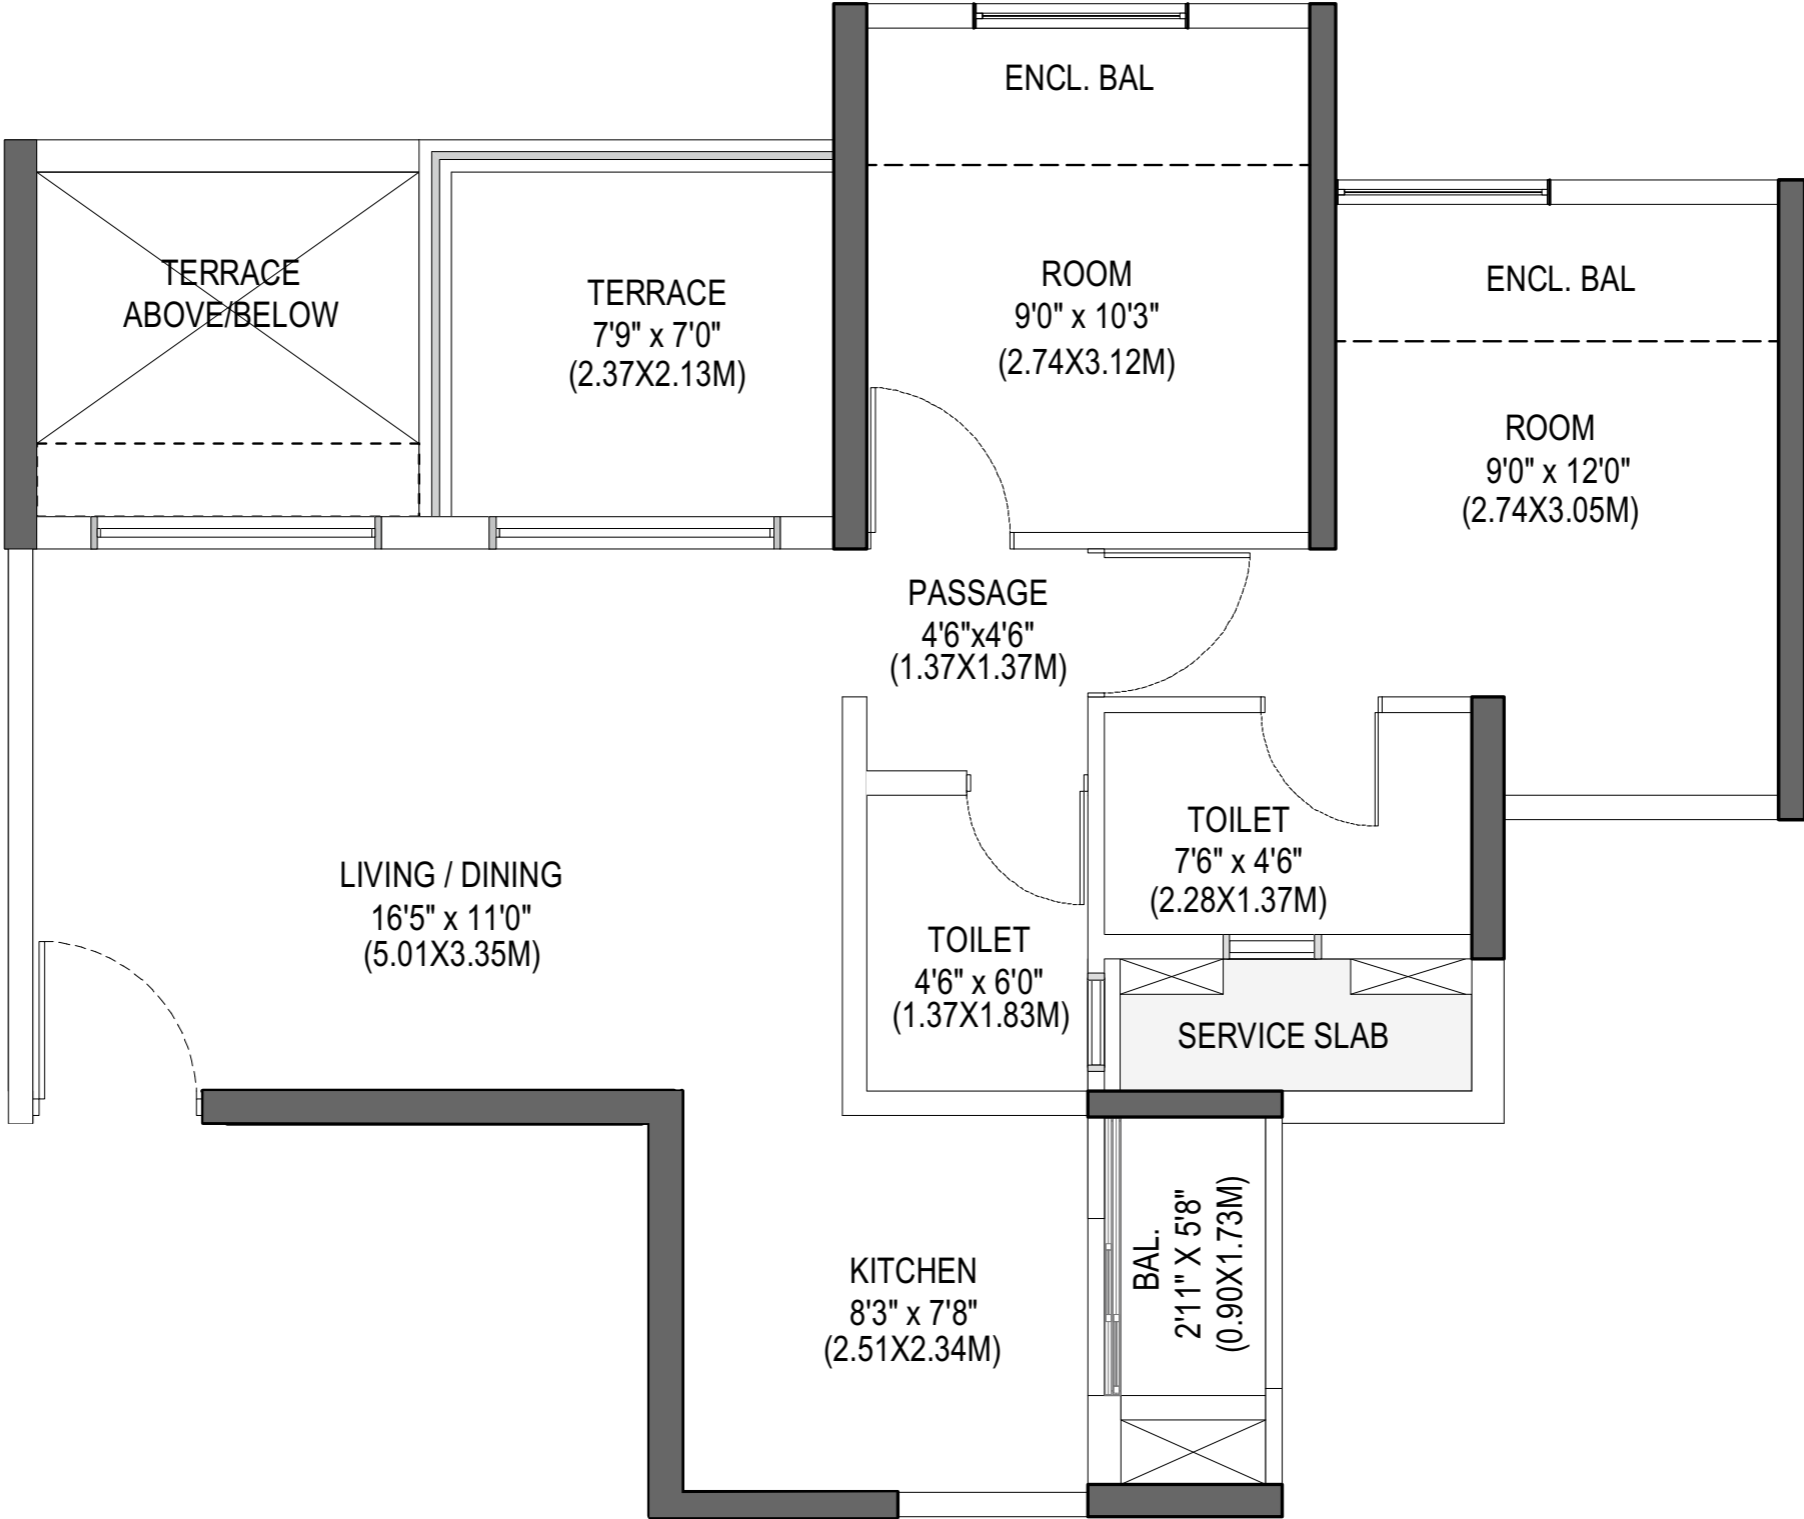 ENCL. BAL
TERRACE
ABOVE/BELOW
TERRACE
7'9" x 7'0"
(2.37X2.13M)
ROOM
9'0" x 10'3"
(2.74X3.12M)
ENCL. BAL
ROOM
9'0" x 12'0"
(2.74X3.05M)
PASSAGE
4'6"x4'6"
(1.37X1.37M)
LIVING / DINING
16'5" x 11'0"
(5.01X3.35M)
TOILET
7'6" x 4'6"
(2.28X1.37M)
TOILET
4'6" x 6'0"
(1.37X1.83M)
SERVICE SLAB
KITCHEN
8'3" x 7'8"
(2.51X2.34M)
BAL.
2'11" X 5'8"
(0.90X1.73M)